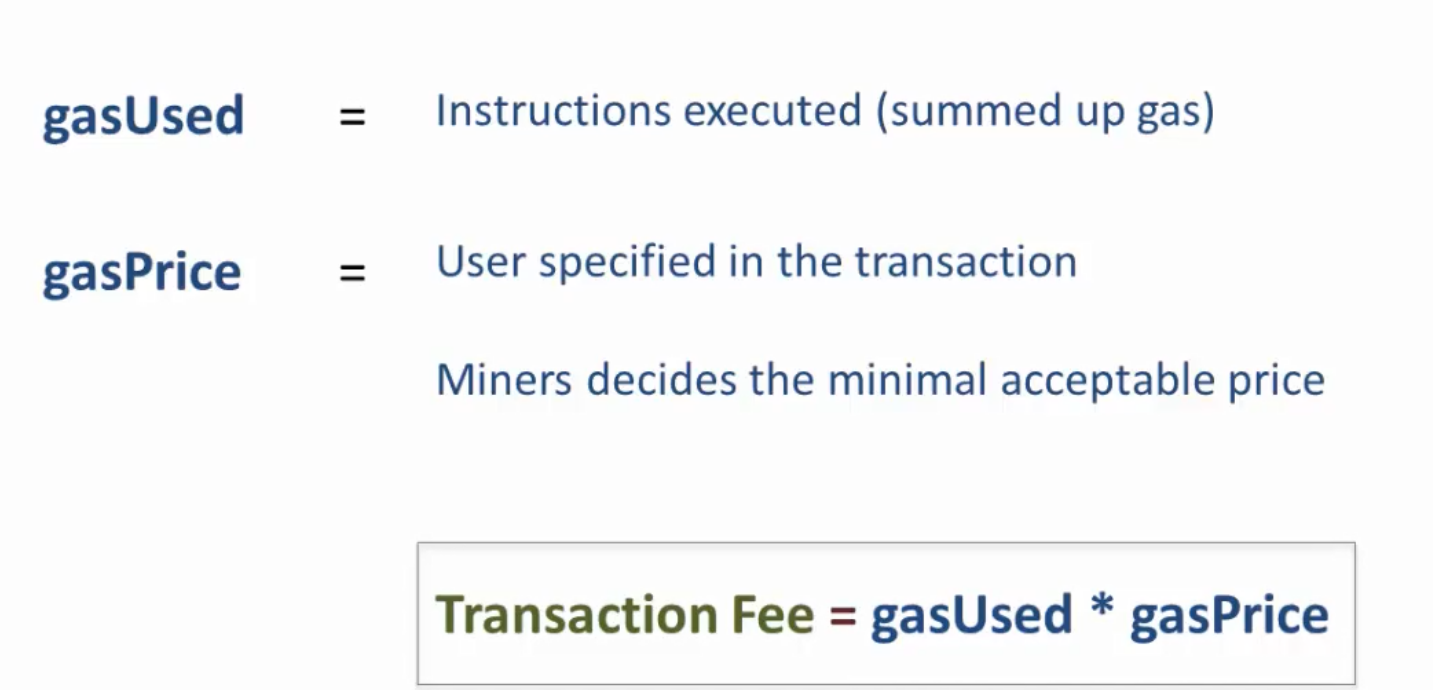 gasUsed = Instructions executed (summed up gas)
gasPrice = User specified in the transaction
Miners decides the minimal acceptable price
Transaction Fee = gasUsed * gasPrice